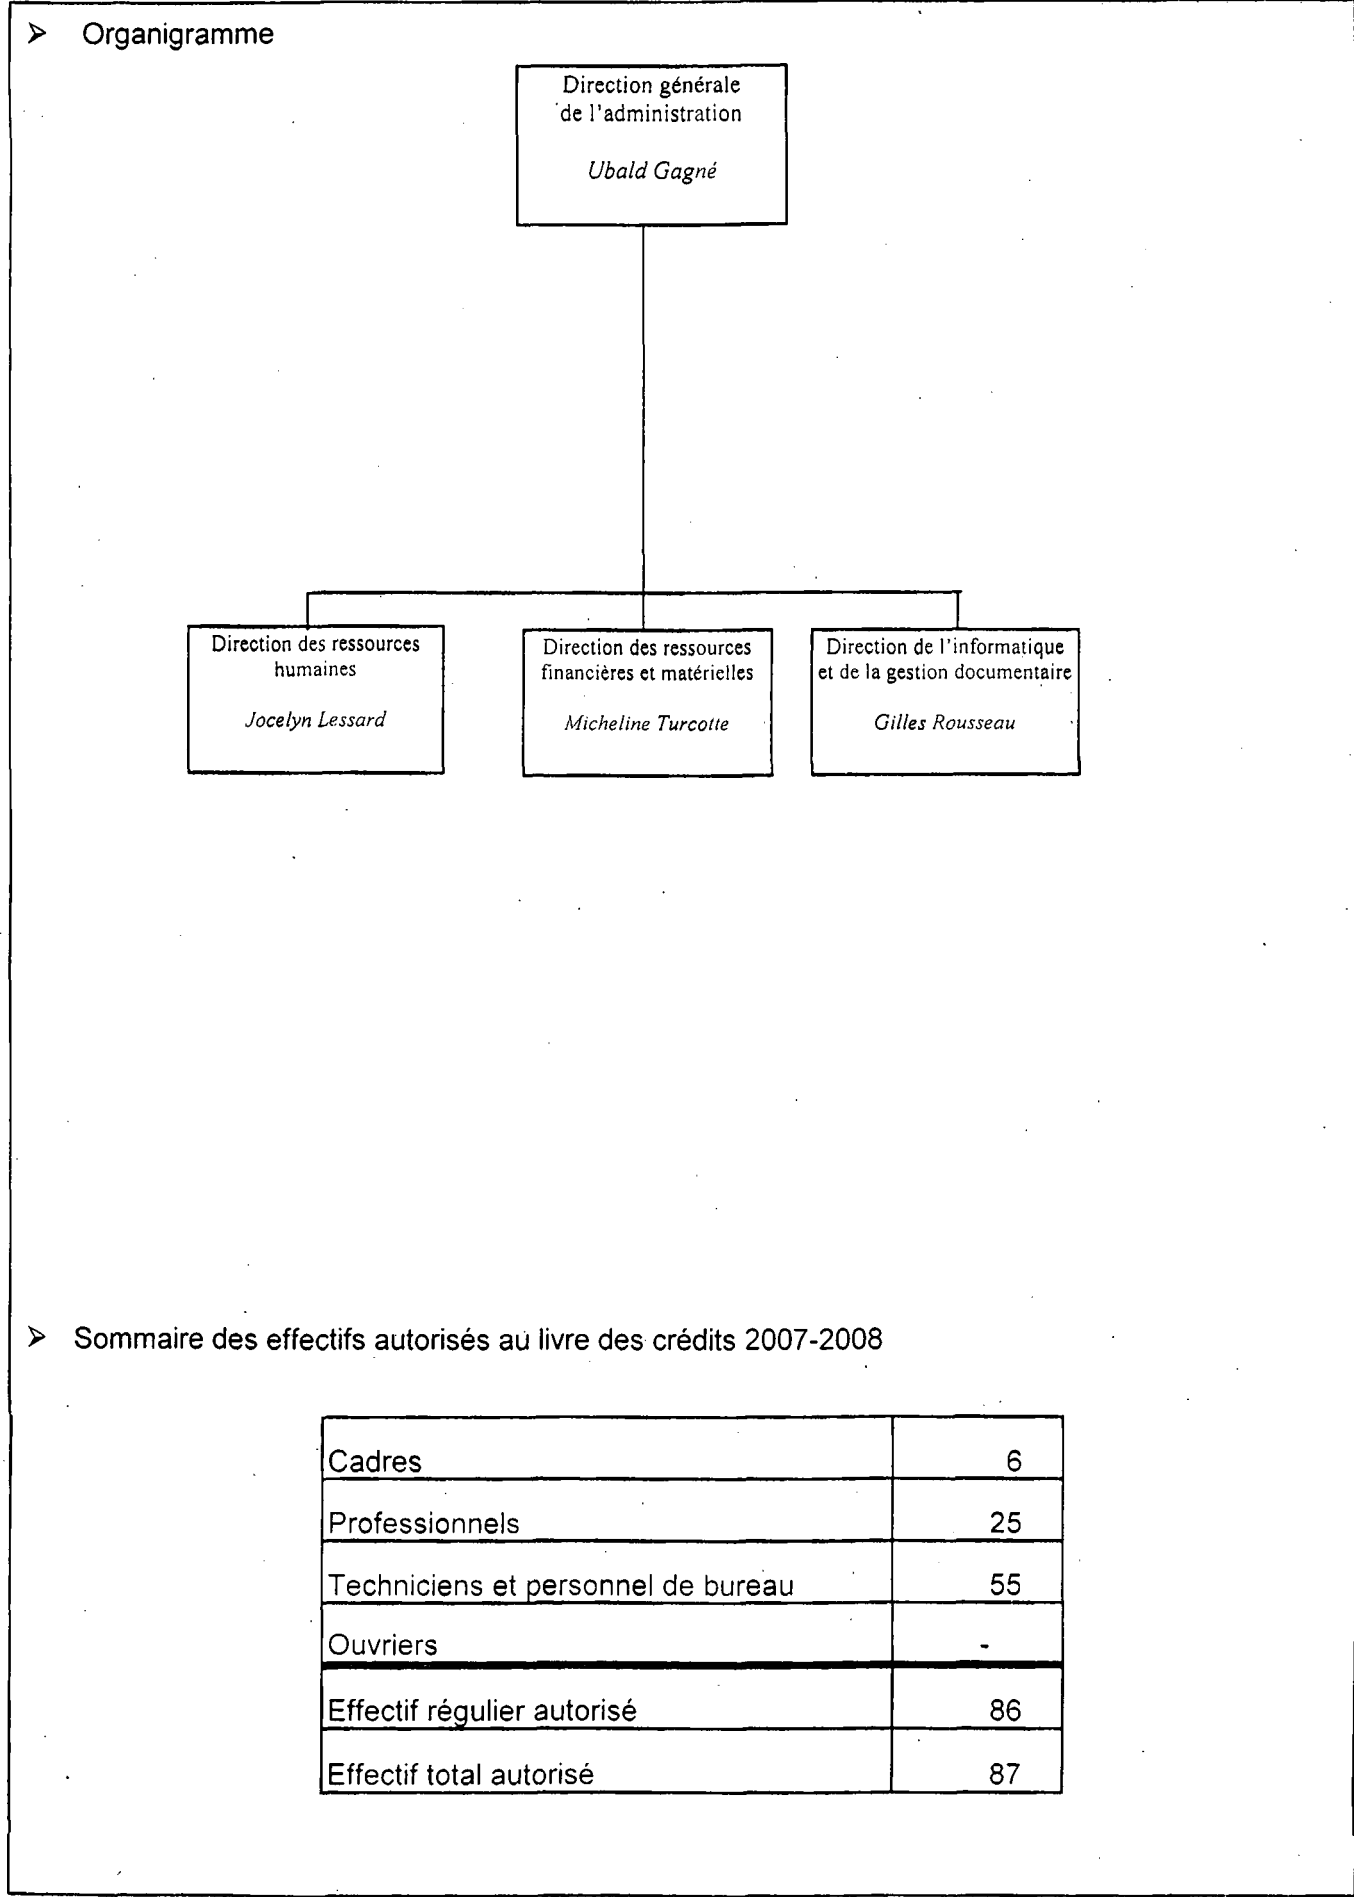 ➢ Organigramme
Direction générale
de l'administration
Ubald Gagné
Direction des ressources
humaines
Jocelyn Lessard
Direction des ressources
financières et matérielles
Micheline Turcotte
Direction de l'informatique
et de la gestion documentaire
Gilles Rousseau
➢ Sommaire des effectifs autorisés au livre des crédits 2007-2008
Cadres 6
Professionnels 25
Techniciens et personnel de bureau 55
Ouvriers -
Effectif régulier autorisé 86
Effectif total autorisé 87